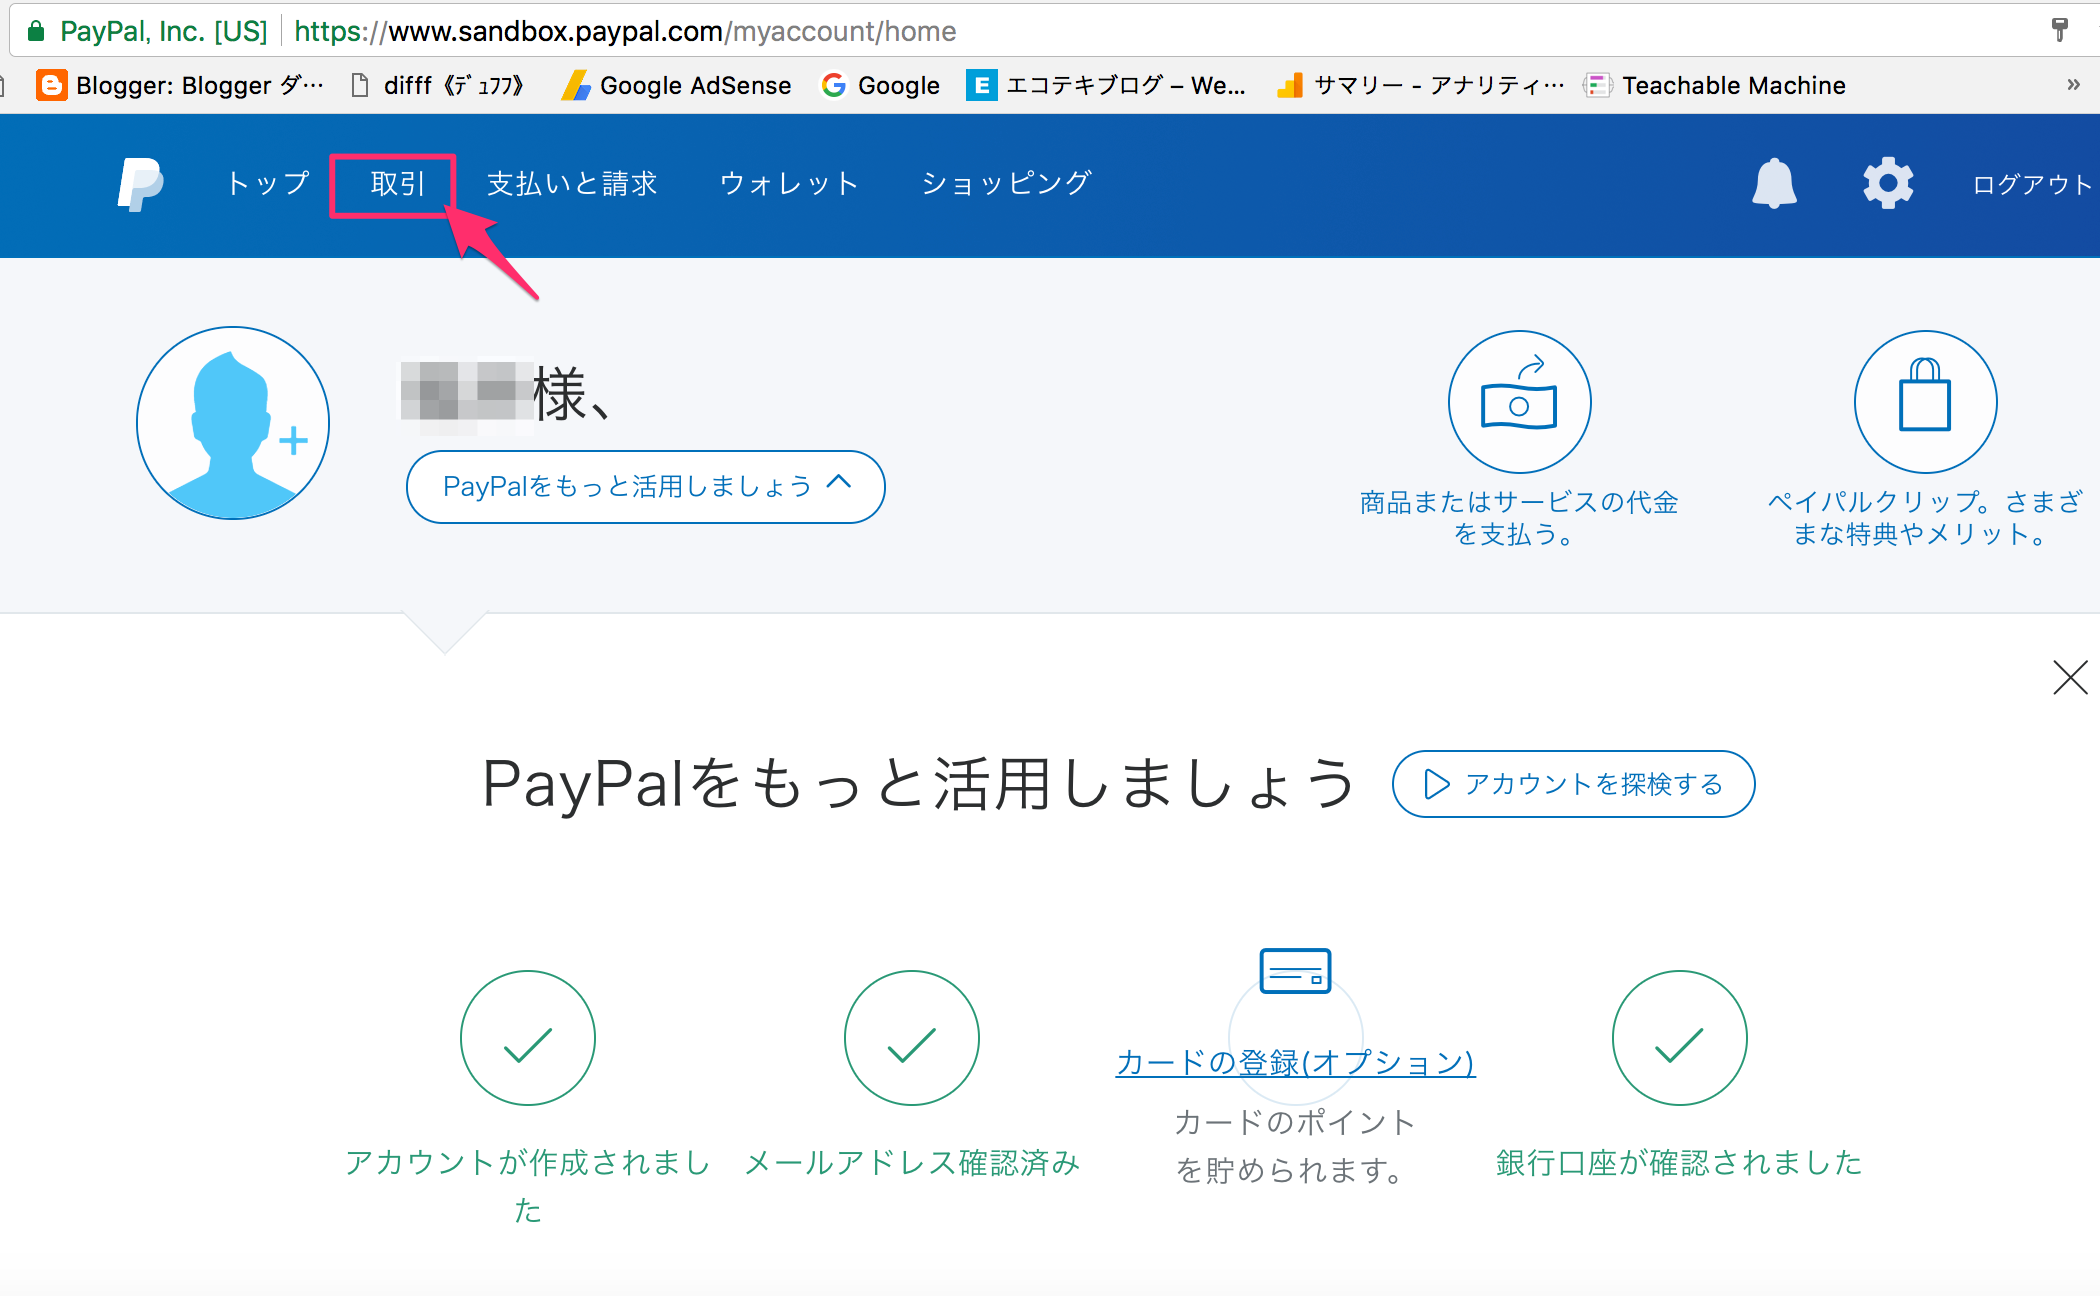 PayPal, Inc. [US] https://www.sandbox.paypal.com/myaccount/home
Blogger: Blogger ダ… difff《ﾃﾞｭﾌﾌ》 Google AdSense Google エコテキブログ – We... サマリー - アナリティ… Teachable Machine »
トップ 取引 支払いと請求 ウォレット ショッピング ログアウト
様、
PayPalをもっと活用しましょう
商品またはサービスの代金
を支払う。
ペイパルクリップ。さまざ
まな特典やメリット。
PayPalをもっと活用しましょう アカウントを探検する
アカウントが作成されまし
た
メールアドレス確認済み
カードの登録(オプション)
カードのポイント
を貯められます。
銀行口座が確認されました